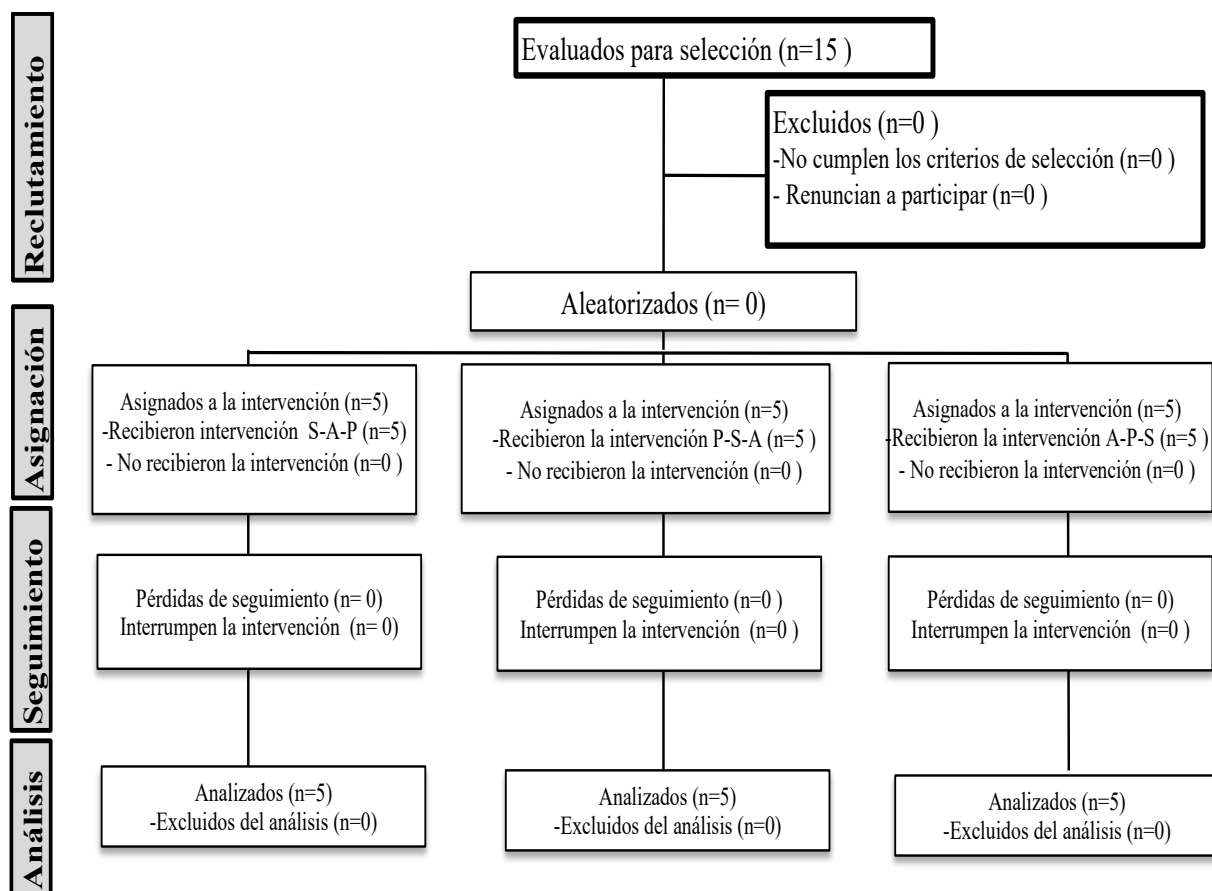 Reclutamiento
Evaluados para selección (n=15 )
Excluidos (n=0 )
-No cumplen los criterios de selección (n=0 )
- Renuncian a participar (n=0 )
Aleatorizados (n= 0)
Asignación
Asignados a la intervención (n=5)
-Recibieron intervención S-A-P (n=5)
- No recibieron la intervención (n=0 )
Asignados a la intervención (n=5)
-Recibieron la intervención P-S-A (n=5 )
- No recibieron la intervención (n=0 )
Asignados a la intervención (n=5)
-Recibieron la intervención A-P-S (n=5 )
- No recibieron la intervención (n=0 )
Seguimiento
Pérdidas de seguimiento (n= 0)
Interrumpen la intervención (n= 0)
Pérdidas de seguimiento (n=0 )
Interrumpen la intervención (n=0 )
Pérdidas de seguimiento (n=0)
Interrumpen la intervención (n=0 )
Análisis
Analizados (n=5)
-Excluidos del análisis (n=0)
Analizados (n=5)
-Excluidos del análisis (n=0)
Analizados (n=5)
-Excluidos del análisis (n=0)